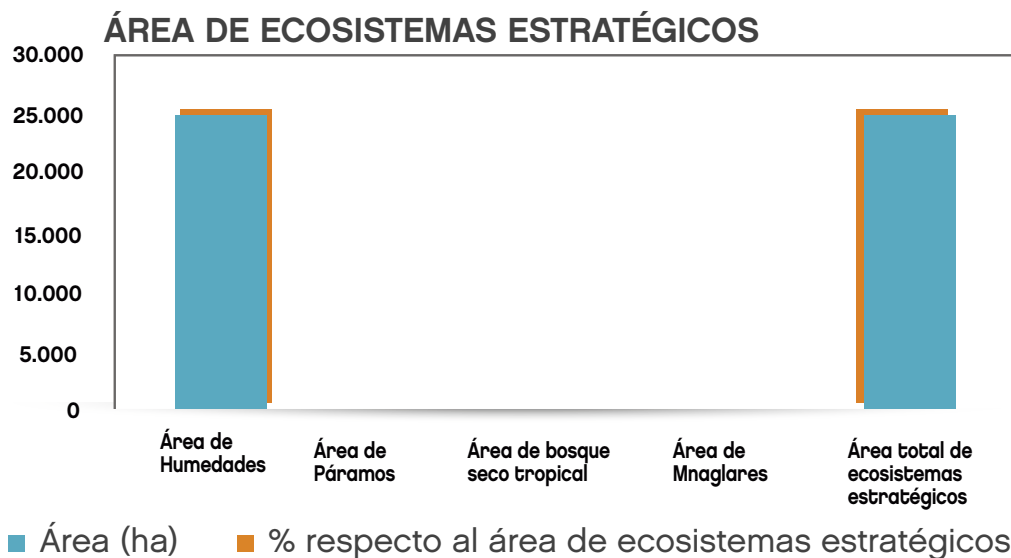 ÁREA DE ECOSISTEMAS ESTRATÉGICOS
30.000
25.000
20.000
15.000
10.000
5.000
0
Área de
Humedades
Área de
Páramos
Área de bosque
seco tropical
Área de
Mnaglares
Área total de
ecosistemas
estratégicos
Área (ha)
% respecto al área de ecosistemas estratégicos